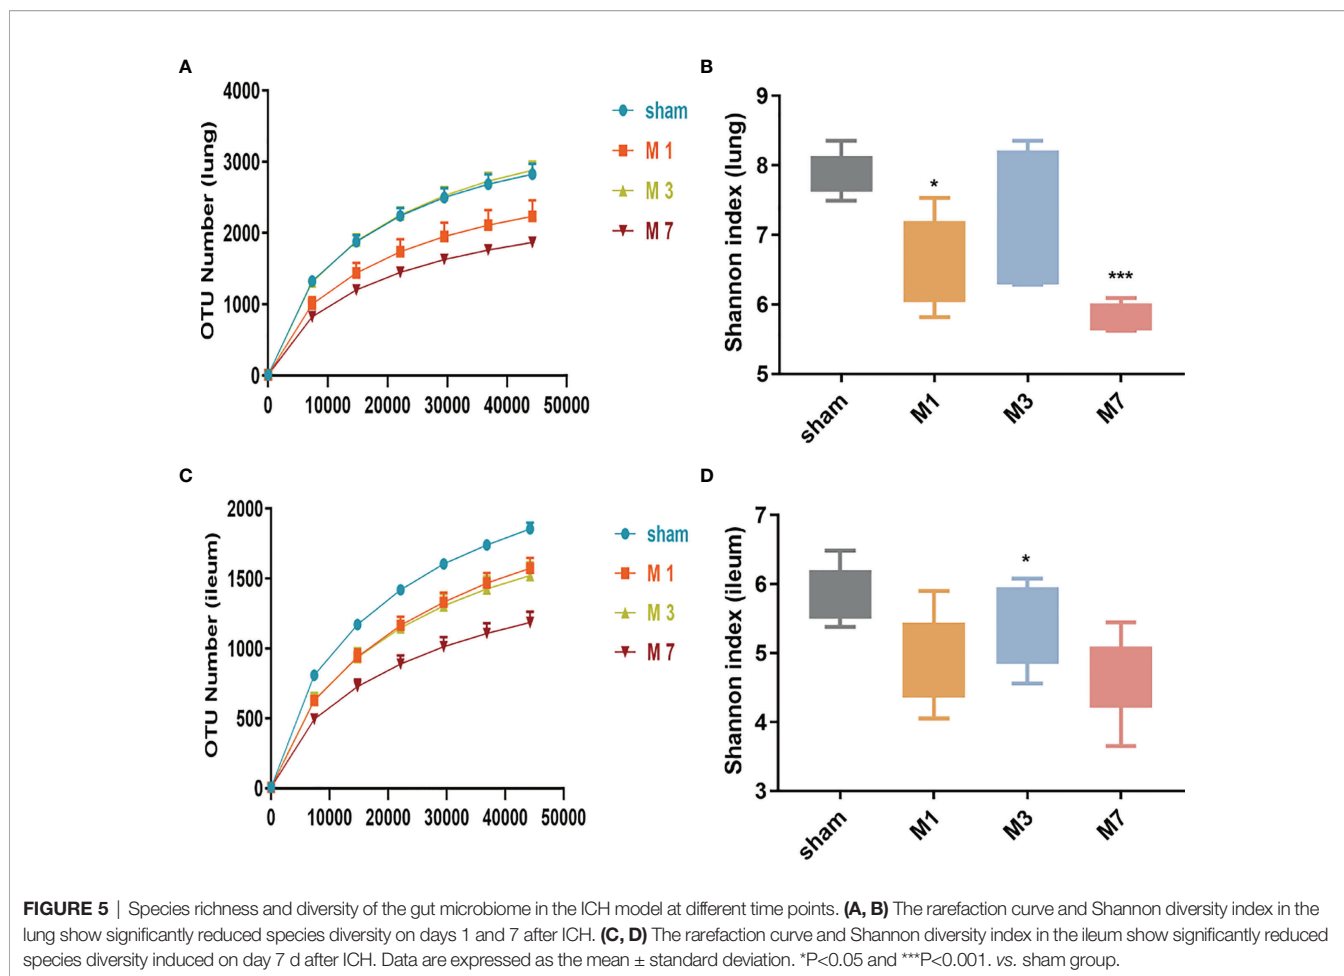 A
OTU Number (lung)
4000
3000
2000
1000
0
0 10000 20000 30000 40000 50000
sham
M 1
M 3
M 7
B
Shannon index (lung)
9
8
7
6
5
*
***
sham M1 M3 M7
C
OTU Number (ileum)
2000
1500
1000
500
0
0 10000 20000 30000 40000 50000
sham
M 1
M 3
M 7
D
Shannon index (ileum)
7
6
5
4
3
*
sham M1 M3 M7
FIGURE 5 | Species richness and diversity of the gut microbiome in the ICH model at different time points. (A, B) The rarefaction curve and Shannon diversity index in the
lung show significantly reduced species diversity on days 1 and 7 after ICH. (C, D) The rarefaction curve and Shannon diversity index in the ileum show significantly reduced
species diversity induced on day 7 d after ICH. Data are expressed as the mean ± standard deviation. *P<0.05 and ***P<0.001. vs. sham group.